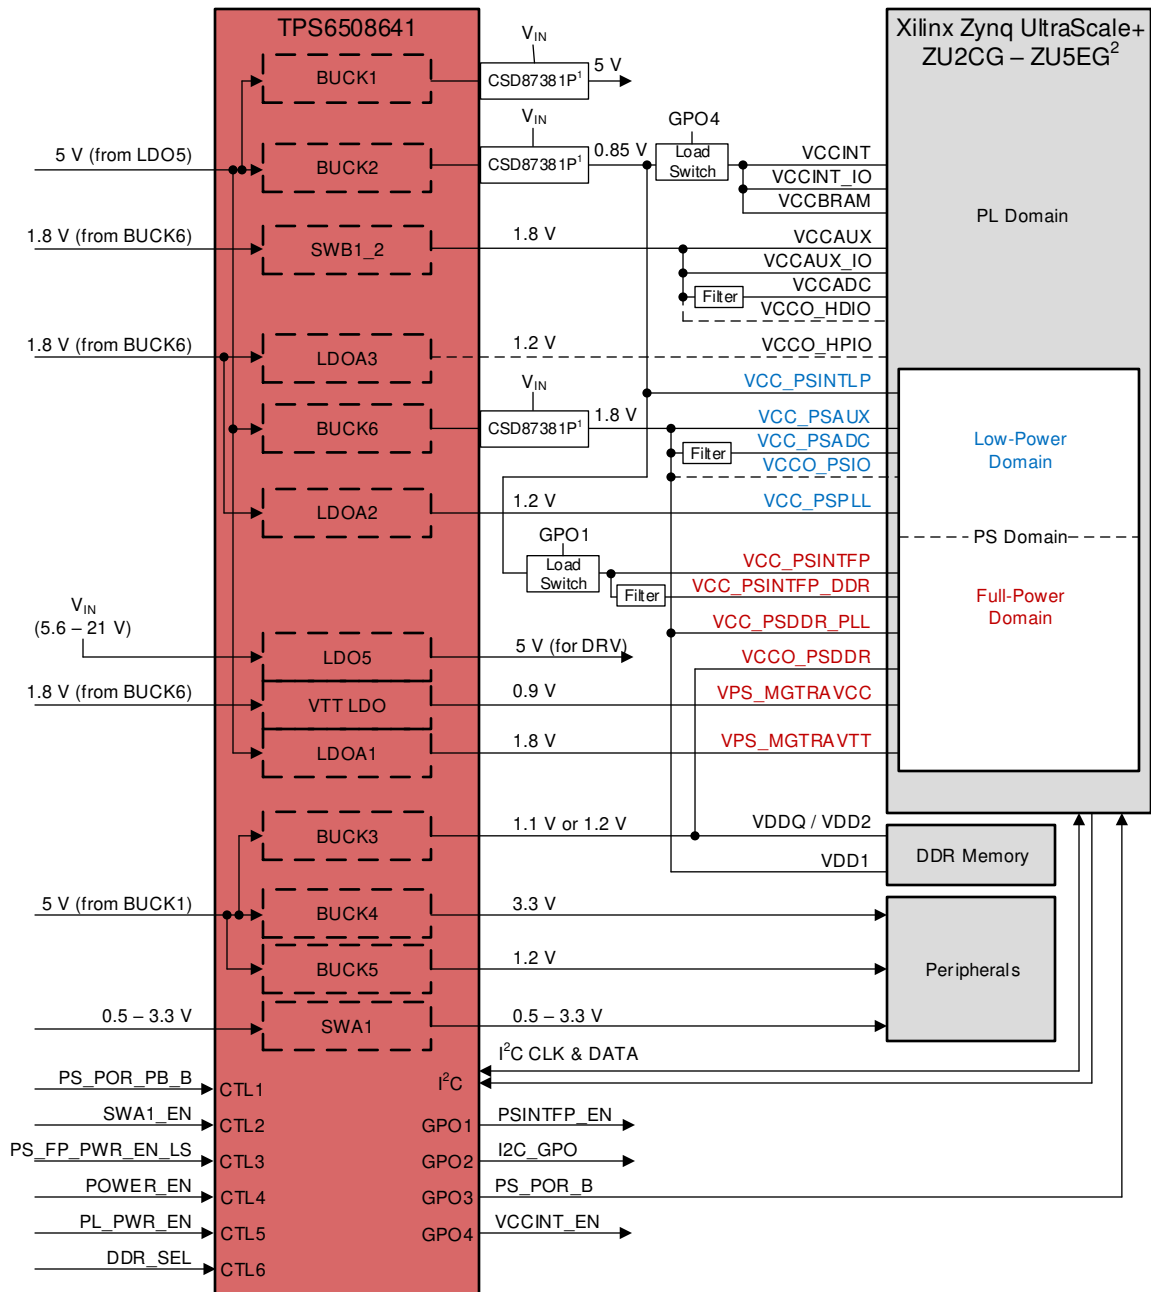 TPS6508641
Xilinx Zynq UltraScale+
ZU2CG – ZU5EG²
BUCK1
V_IN
CSD87381P¹
5 V
5 V (from LDO5)
BUCK2
V_IN
CSD87381P¹
0.85 V
GPO4
Load
Switch
VCCINT
VCCINT_IO
VCCBRAM
PL Domain
1.8 V (from BUCK6)
SWB1_2
1.8 V
VCCAUX
VCCAUX_IO
VCCADC
Filter
VCCO_HDIO
1.8 V (from BUCK6)
LDOA3
1.2 V
VCCO_HPIO
VCC_PSINTLP
BUCK6
V_IN
CSD87381P¹
1.8 V
VCC_PSAUX
VCC_PSADC
Filter
VCCO_PSIO
Low-Power
Domain
LDOA2
1.2 V
VCC_PSPLL
PS Domain
GPO1
Load
Switch
VCC_PSINTFP
Filter
VCC_PSINTFP_DDR
Full-Power
Domain
V_IN
(5.6 – 21 V)
LDO5
5 V (for DRV)
VCC_PSDDR_PLL
VCCO_PSDDR
1.8 V (from BUCK6)
VTT LDO
0.9 V
VPS_MGTRAVCC
LDOA1
1.8 V
VPS_MGTRAVTT
BUCK3
1.1 V or 1.2 V
VDDQ / VDD2
VDD1
DDR Memory
5 V (from BUCK1)
BUCK4
3.3 V
BUCK5
1.2 V
Peripherals
0.5 – 3.3 V
SWA1
0.5 – 3.3 V
I²C CLK & DATA
I²C
PS_POR_PB_B
CTL1
SWA1_EN
CTL2
GPO1
PSINTFP_EN
PS_FP_PWR_EN_LS
CTL3
GPO2
I2C_GPO
POWER_EN
CTL4
GPO3
PS_POR_B
PL_PWR_EN
CTL5
GPO4
VCCINT_EN
DDR_SEL
CTL6